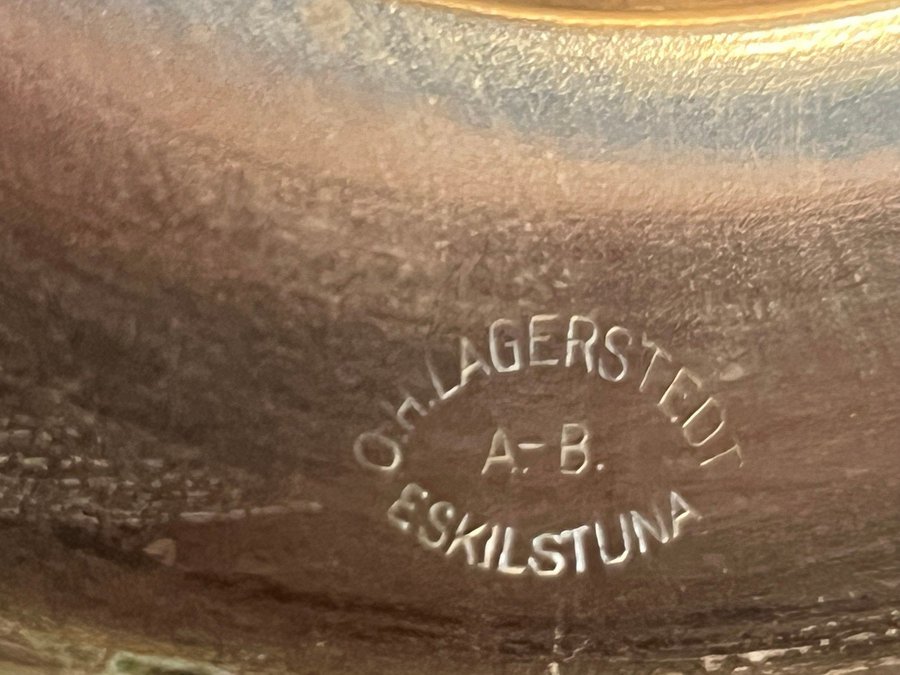 O.H.LAGERSTEDT
A.-B.
ESKILSTUNA